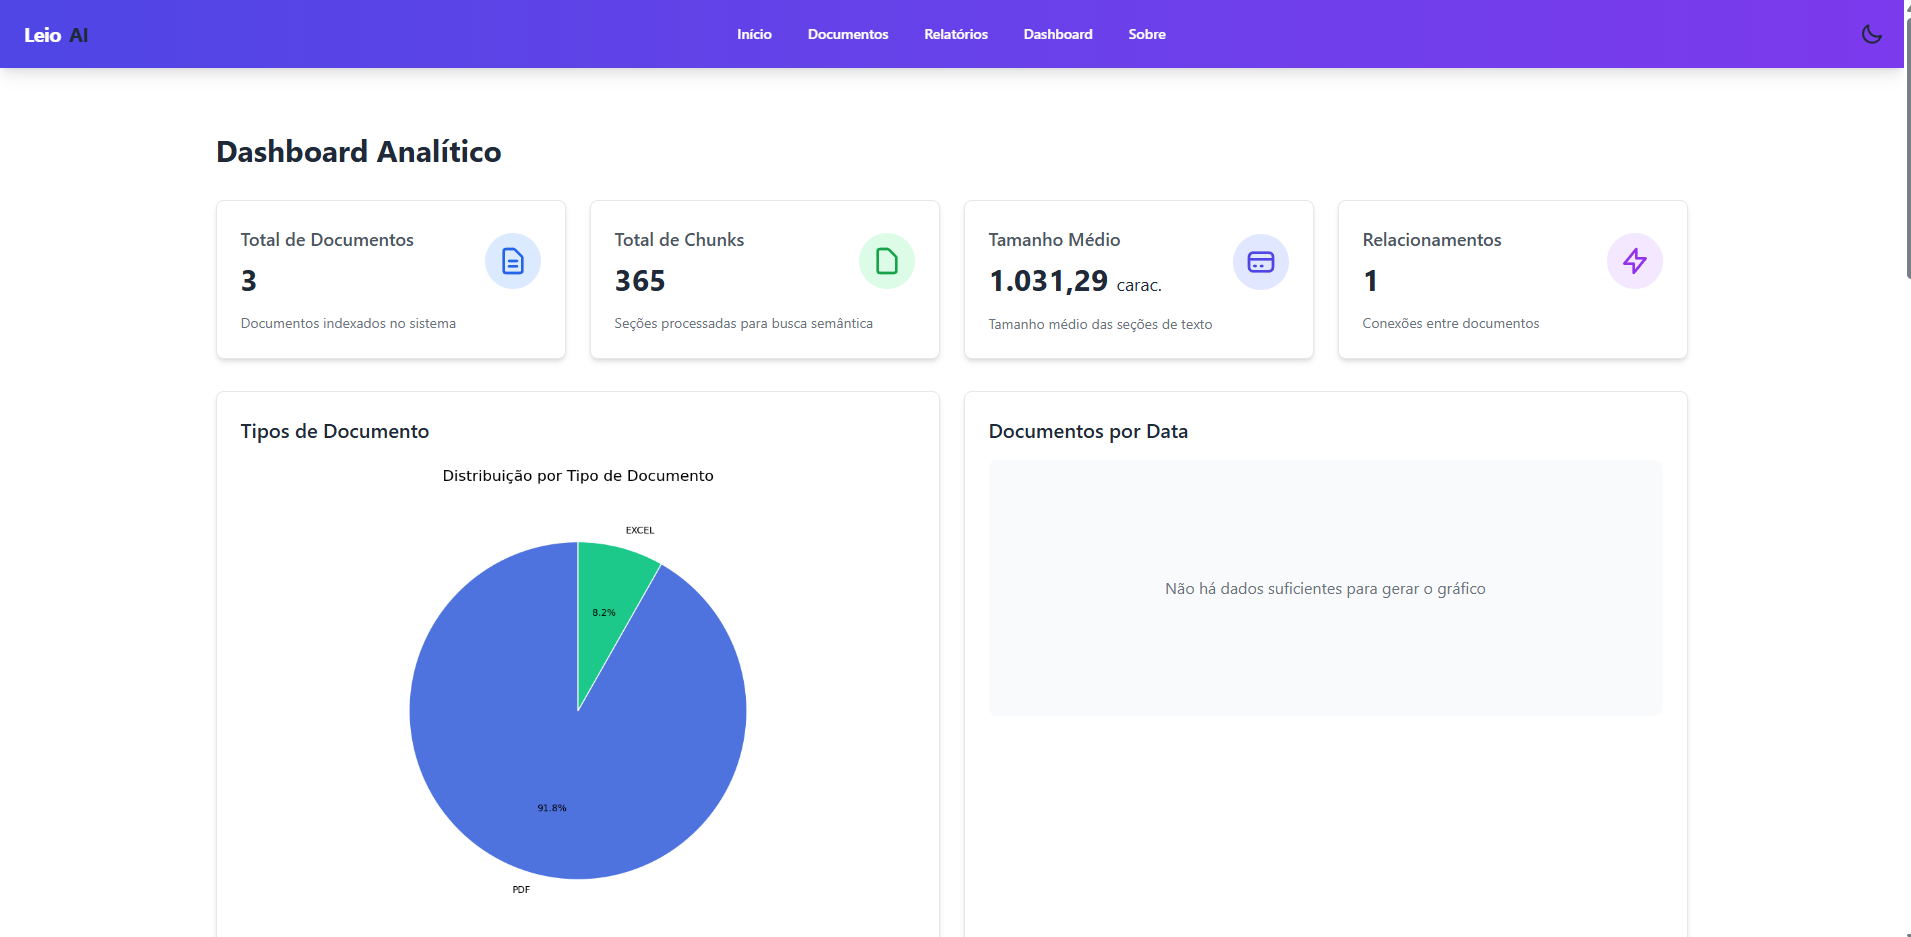 Leio AI
Início Documentos Relatórios Dashboard Sobre
Dashboard Analítico
Total de Documentos
3
Documentos indexados no sistema
Total de Chunks
365
Seções processadas para busca semântica
Tamanho Médio
1.031,29 carac.
Tamanho médio das seções de texto
Relacionamentos
1
Conexões entre documentos
Tipos de Documento
Distribuição por Tipo de Documento
EXCEL
8.2%
91.8%
PDF
Documentos por Data
Não há dados suficientes para gerar o gráfico